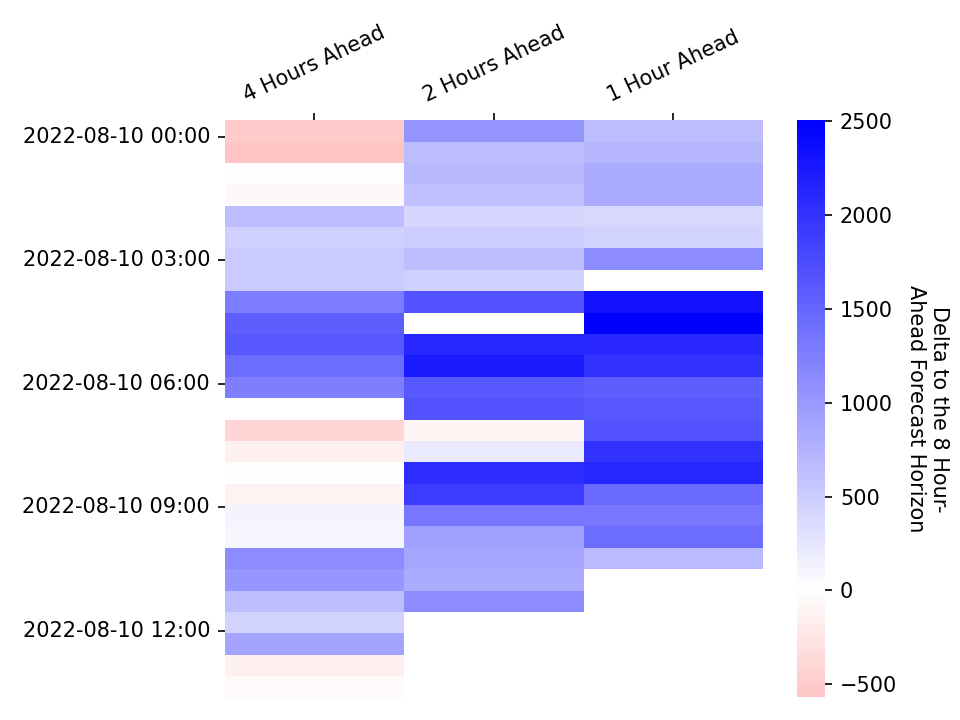 4 Hours Ahead
2 Hours Ahead
1 Hour Ahead
2022-08-10 00:00
2022-08-10 03:00
2022-08-10 06:00
2022-08-10 09:00
2022-08-10 12:00
2500
2000
1500
1000
500
0
−500
Delta to the 8 Hour-
Ahead Forecast Horizon